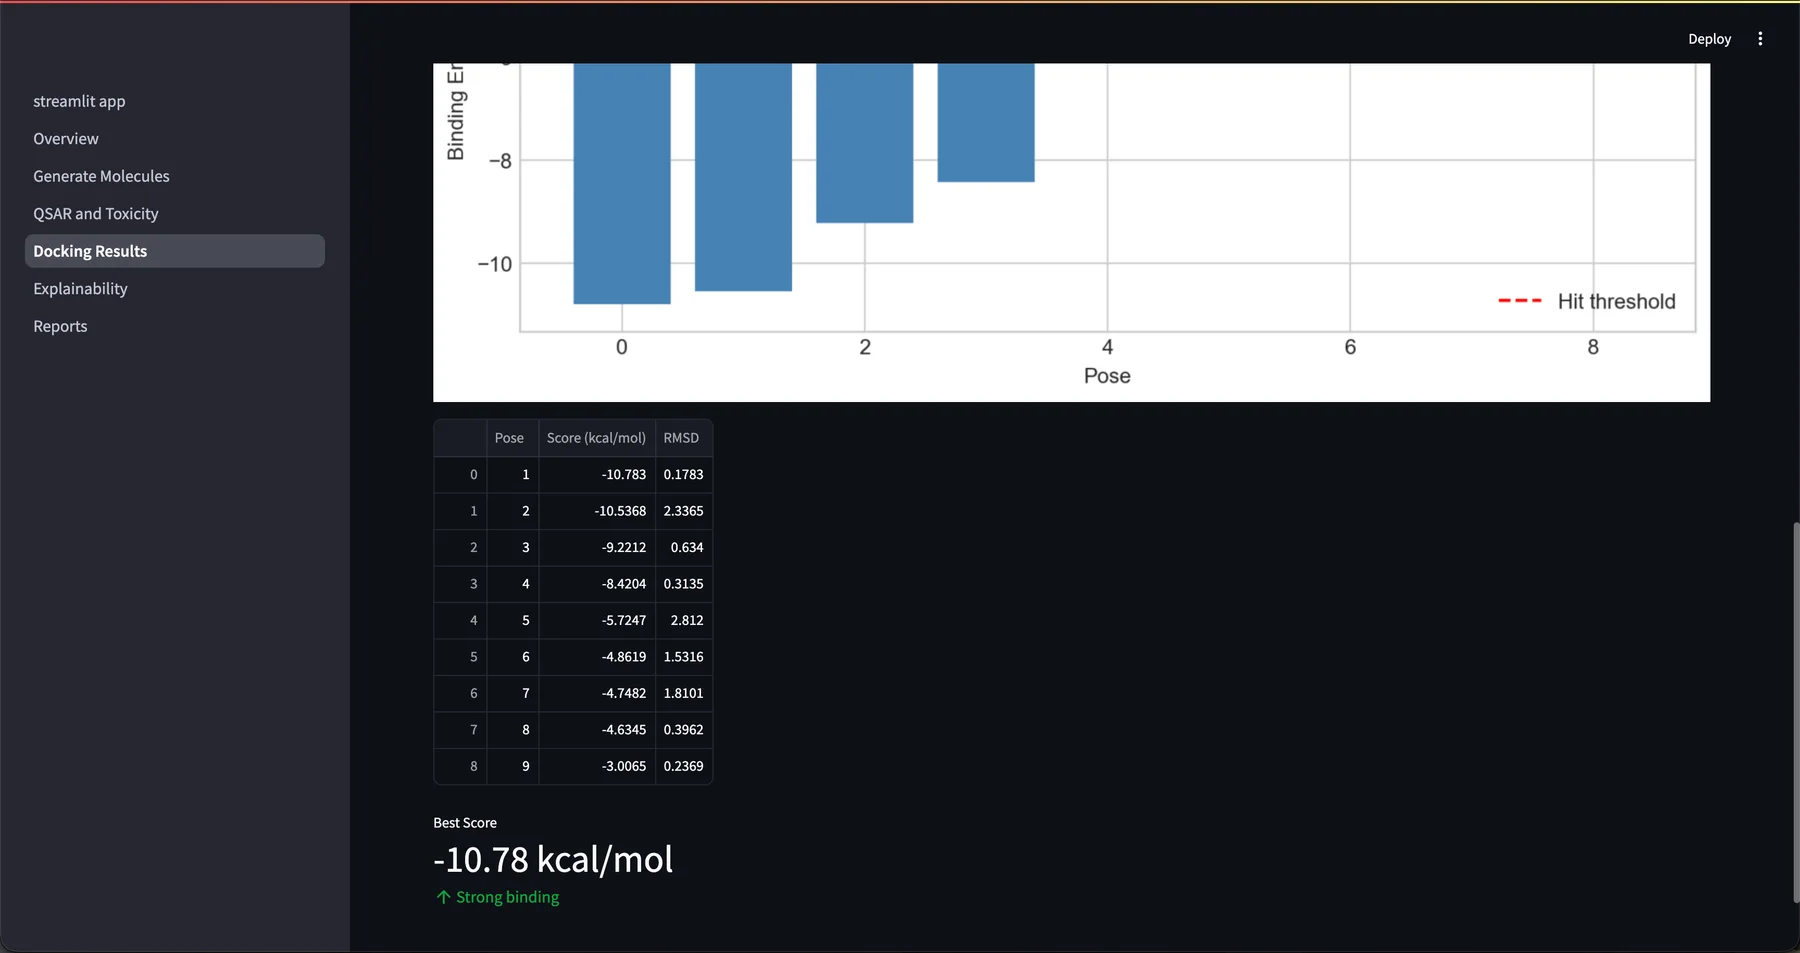 Deploy
streamlit app
Overview
Generate Molecules
QSAR and Toxicity
Docking Results
Explainability
Reports
Binding Er
−8
−10
Hit threshold
0 2 4 6 8
Pose
Pose Score (kcal/mol) RMSD
0 1 -10.783 0.1783
1 2 -10.5368 2.3365
2 3 -9.2212 0.634
3 4 -8.4204 0.3135
4 5 -5.7247 2.812
5 6 -4.8619 1.5316
6 7 -4.7482 1.8101
7 8 -4.6345 0.3962
8 9 -3.0065 0.2369
Best Score
-10.78 kcal/mol
↑ Strong binding